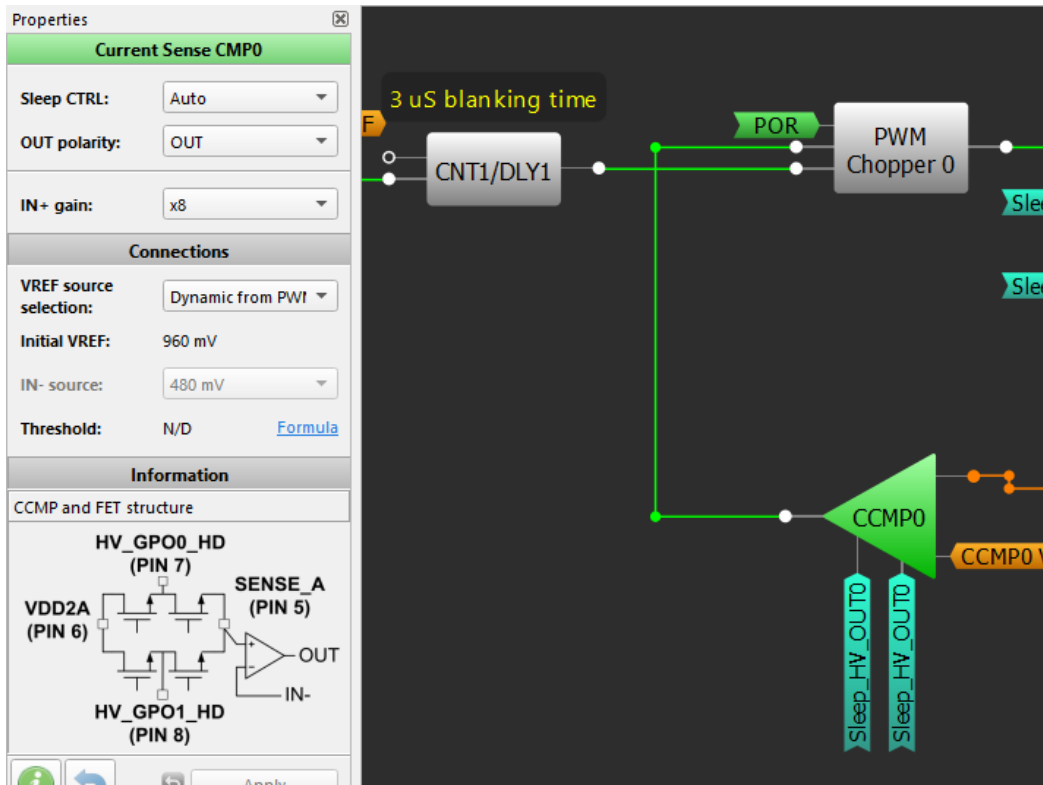 Properties
Current Sense CMP0
Sleep CTRL:
Auto
OUT polarity:
OUT
IN+ gain:
x8
Connections
VREF source
selection:
Dynamic from PWI
Initial VREF:
960 mV
IN- source:
480 mV
Threshold:
N/D
Formula
Information
CCMP and FET structure
HV_GPO0_HD
(PIN 7)
SENSE_A
(PIN 5)
VDD2A
(PIN 6)
OUT
IN-
HV_GPO1_HD
(PIN 8)
Apply
3 uS blanking time
F
CNT1/DLY1
POR
PWM
Chopper 0
Slee
Slee
CCMP0
CCMP0 V
Sleep_HV_OUT0
Sleep_HV_OUT0